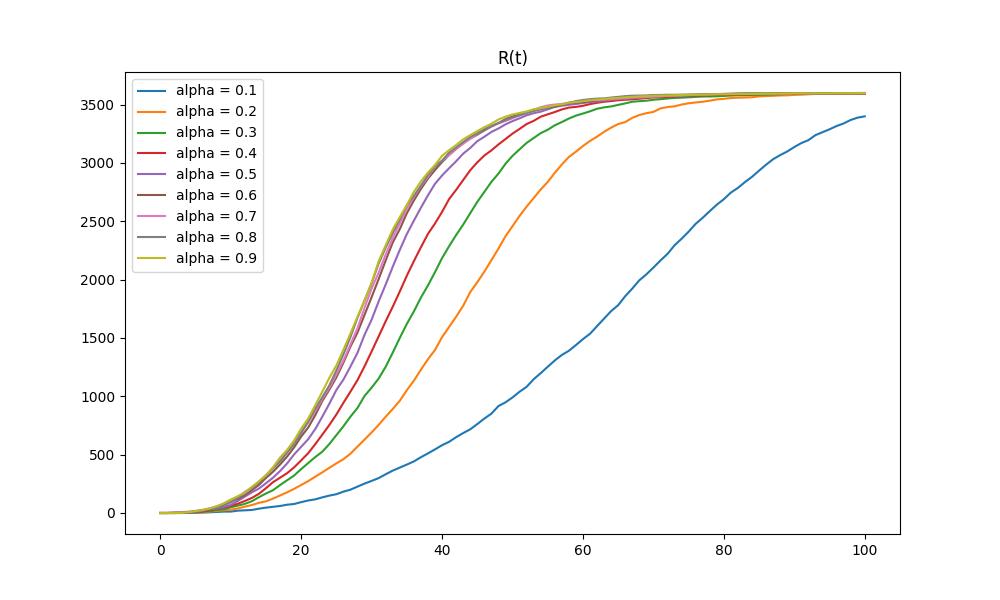 R(t)
alpha = 0.1
alpha = 0.2
alpha = 0.3
alpha = 0.4
alpha = 0.5
alpha = 0.6
alpha = 0.7
alpha = 0.8
alpha = 0.9
3500
3000
2500
2000
1500
1000
500
0
0 20 40 60 80 100